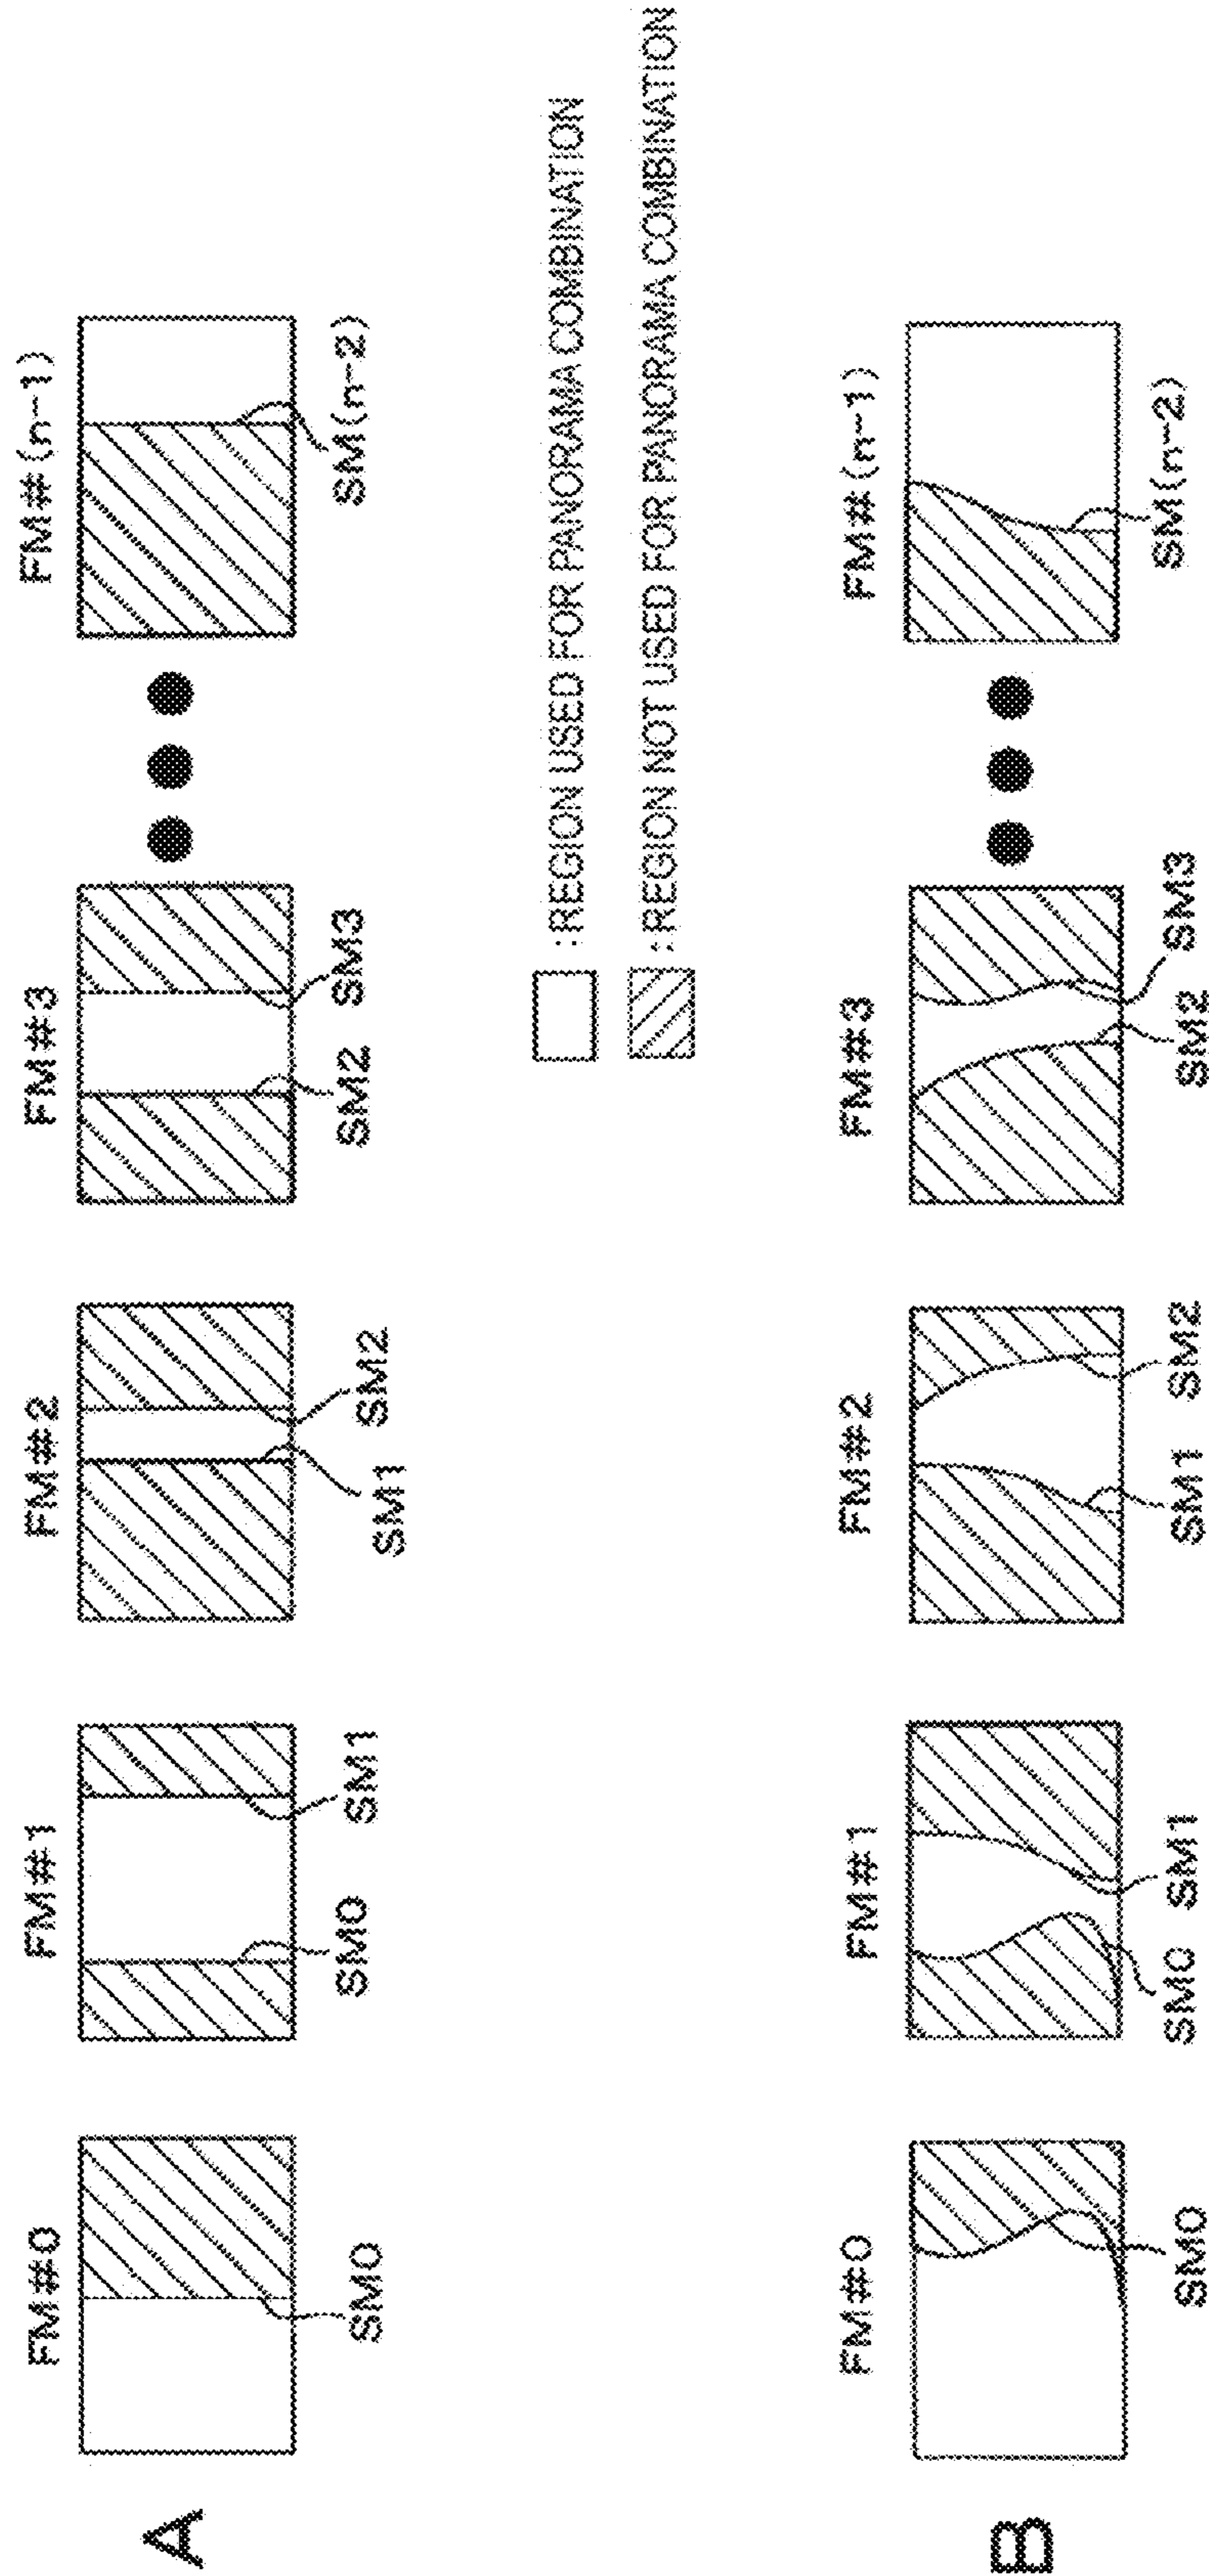 A
FM#0 FM#1 FM#2 FM#3 FM#(n-1)
SM0 SM0 SM1 SM1 SM2 SM2 SM3 SM(n-2)
:REGION USED FOR PANORAMA COMBINATION
:REGION NOT USED FOR PANORAMA COMBINATION
B
FM#0 FM#1 FM#2 FM#3 FM#(n-1)
SM0 SM0 SM1 SM1 SM2 SM2 SM3 SM(n-2)